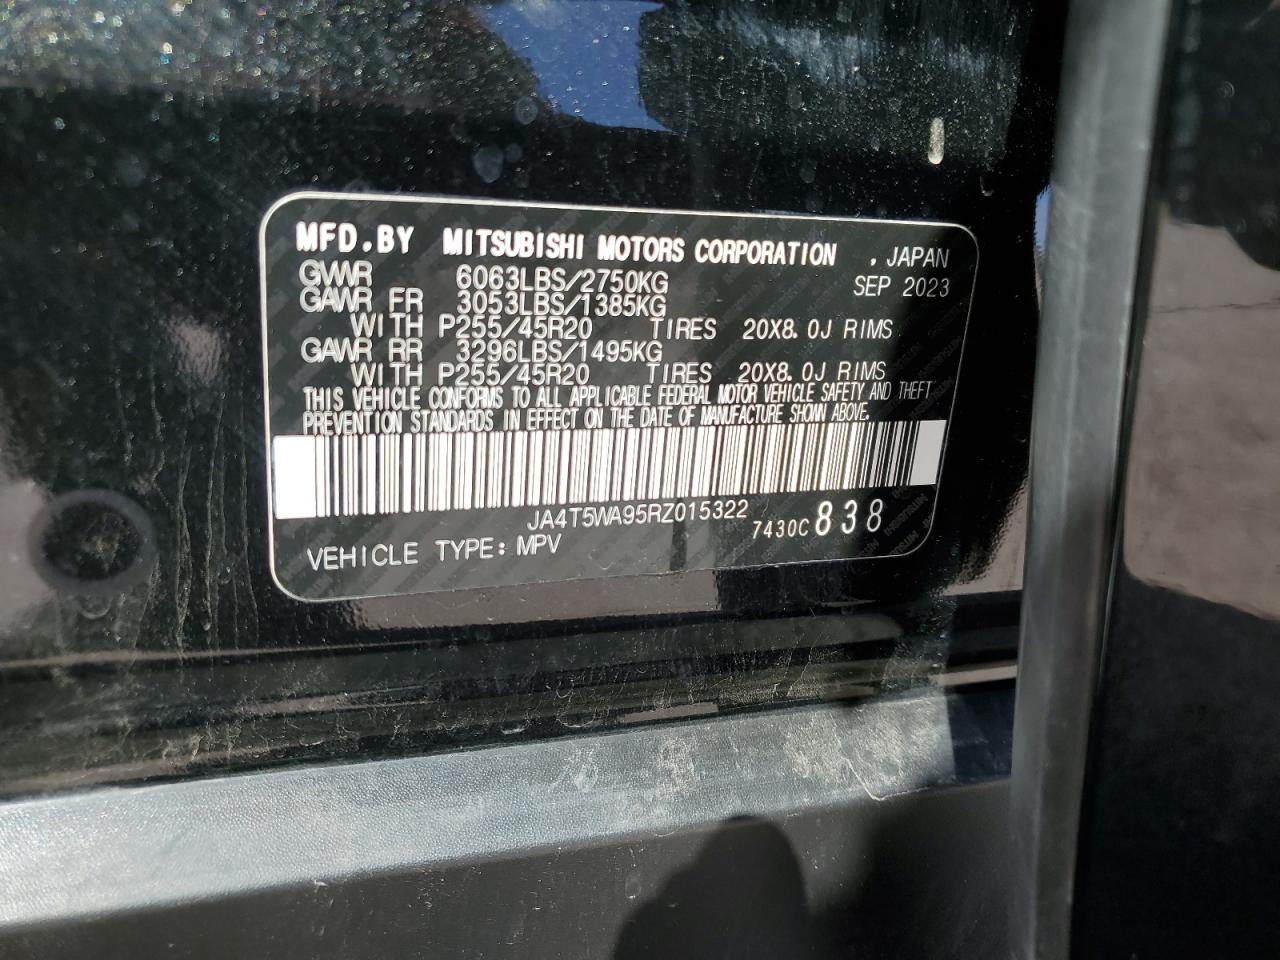 MFD.BY MITSUBISHI MOTORS CORPORATION , JAPAN
GVWR 6063LBS/2750KG SEP 2023
GAWR FR 3053LBS/1385KG
WITH P255/45R20 TIRES 20X8.0J RIMS
GAWR RR 3296LBS/1495KG
WITH P255/45R20 TIRES 20X8.0J RIMS
THIS VEHICLE CONFORMS TO ALL APPLICABLE FEDERAL MOTOR VEHICLE SAFETY AND THEFT
PREVENTION STANDARDS IN EFFECT ON THE DATE OF MANUFACTURE SHOWN ABOVE.
JA4T5WA95RZ015322 7430C 838
VEHICLE TYPE: MPV